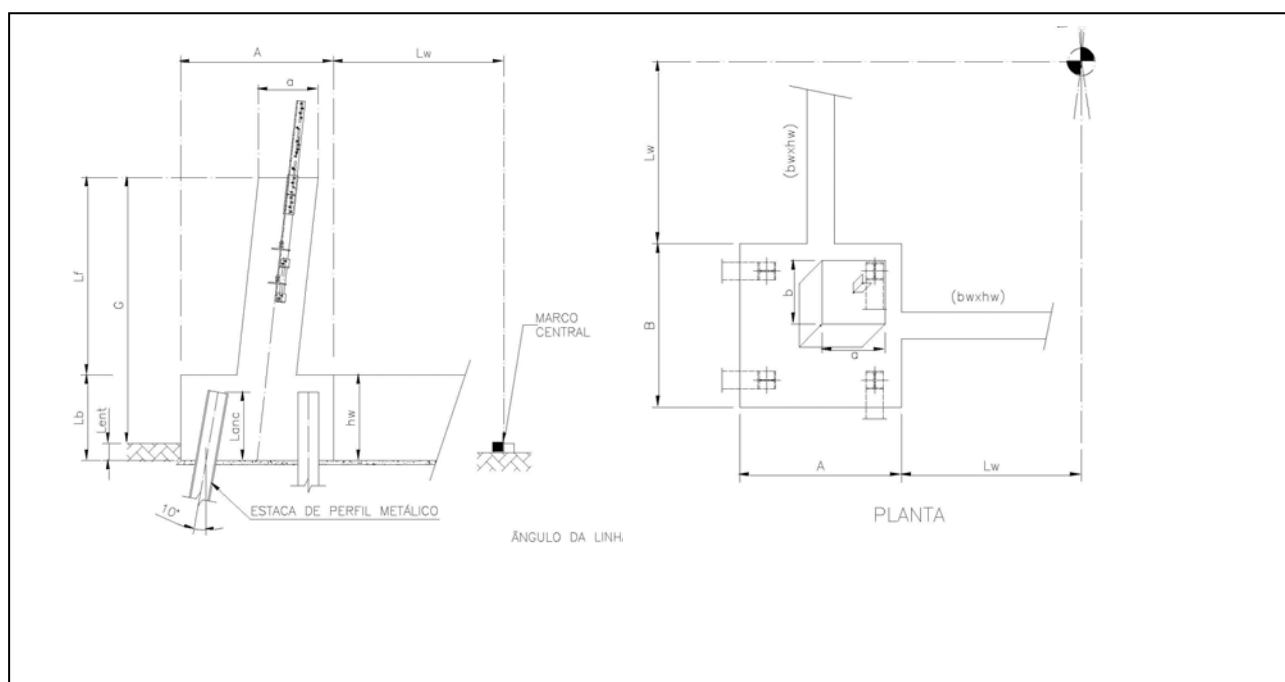 A
Lw
a
Lf
G
Lb
Lent
Lanc
hw
MARCO
CENTRAL
10°
ESTACA DE PERFIL METÁLICO
ÂNGULO DA LINH
Lw
(bwxhw)
B
b
a
(bwxhw)
A
Lw
PLANTA